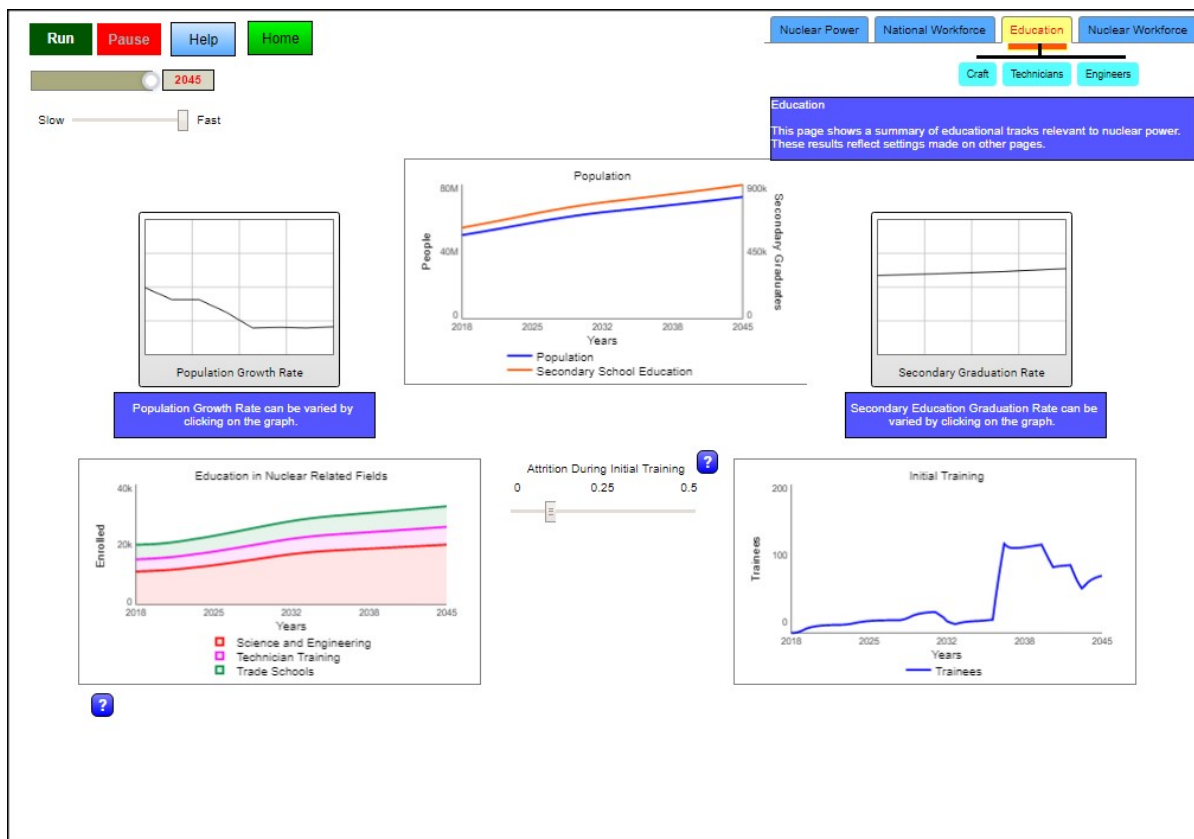 Run
Pause
Help
Home
Nuclear Power
National Workforce
Education
Nuclear Workforce
Craft
Technicians
Engineers
2045
Slow
Fast
Education
This page shows a summary of educational tracks relevant to nuclear power.
These results reflect settings made on other pages.
Population
80M
40M
0
People
900k
450k
0
Secondary Graduates
2018
2025
2032
2038
2045
Years
Population
Secondary School Education
Population Growth Rate
Population Growth Rate can be varied by
clicking on the graph.
Secondary Graduation Rate
Secondary Education Graduation Rate can be
varied by clicking on the graph.
Education in Nuclear Related Fields
40k
20k
0
Enrolled
2018
2025
2032
2038
2045
Years
Science and Engineering
Technician Training
Trade Schools
?
Attrition During Initial Training
?
0
0.25
0.5
Initial Training
200
100
0
Trainees
2018
2025
2032
2038
2045
Years
Trainees